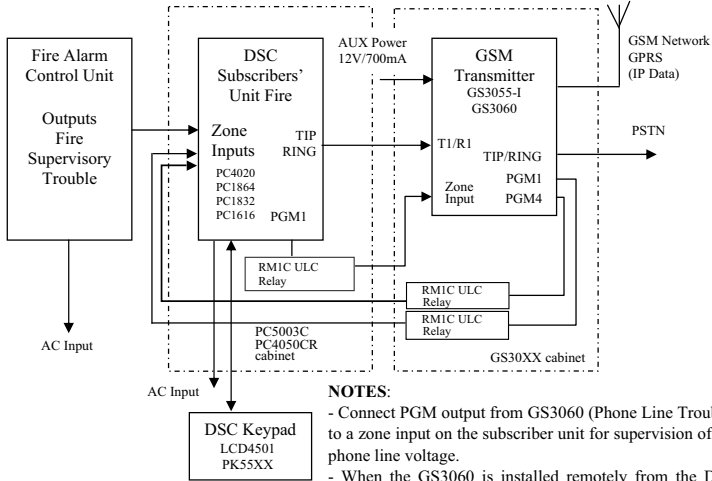 Fire Alarm
Control Unit
Outputs
Fire
Supervisory
Trouble
AC Input
DSC
Subscribers'
Unit Fire
Zone
Inputs
PC4020
PC1864
PC1832
PC1616
TIP
RING
PGM1
RM1C ULC
Relay
PC5003C
PC4050CR
cabinet
AC Input
DSC Keypad
LCD4501
PK55XX
AUX Power
12V/700mA
GSM
Transmitter
GS3055-I
GS3060
T1/R1
TIP/RING
Zone
Input
PGM1
PGM4
RM1C ULC
Relay
RM1C ULC
Relay
GS30XX cabinet
GSM Network
GPRS
(IP Data)
PSTN
NOTES:
- Connect PGM output from GS3060 (Phone Line Troub
to a zone input on the subscriber unit for supervision of
phone line voltage.
- When the GS3060 is installed remotely from the D